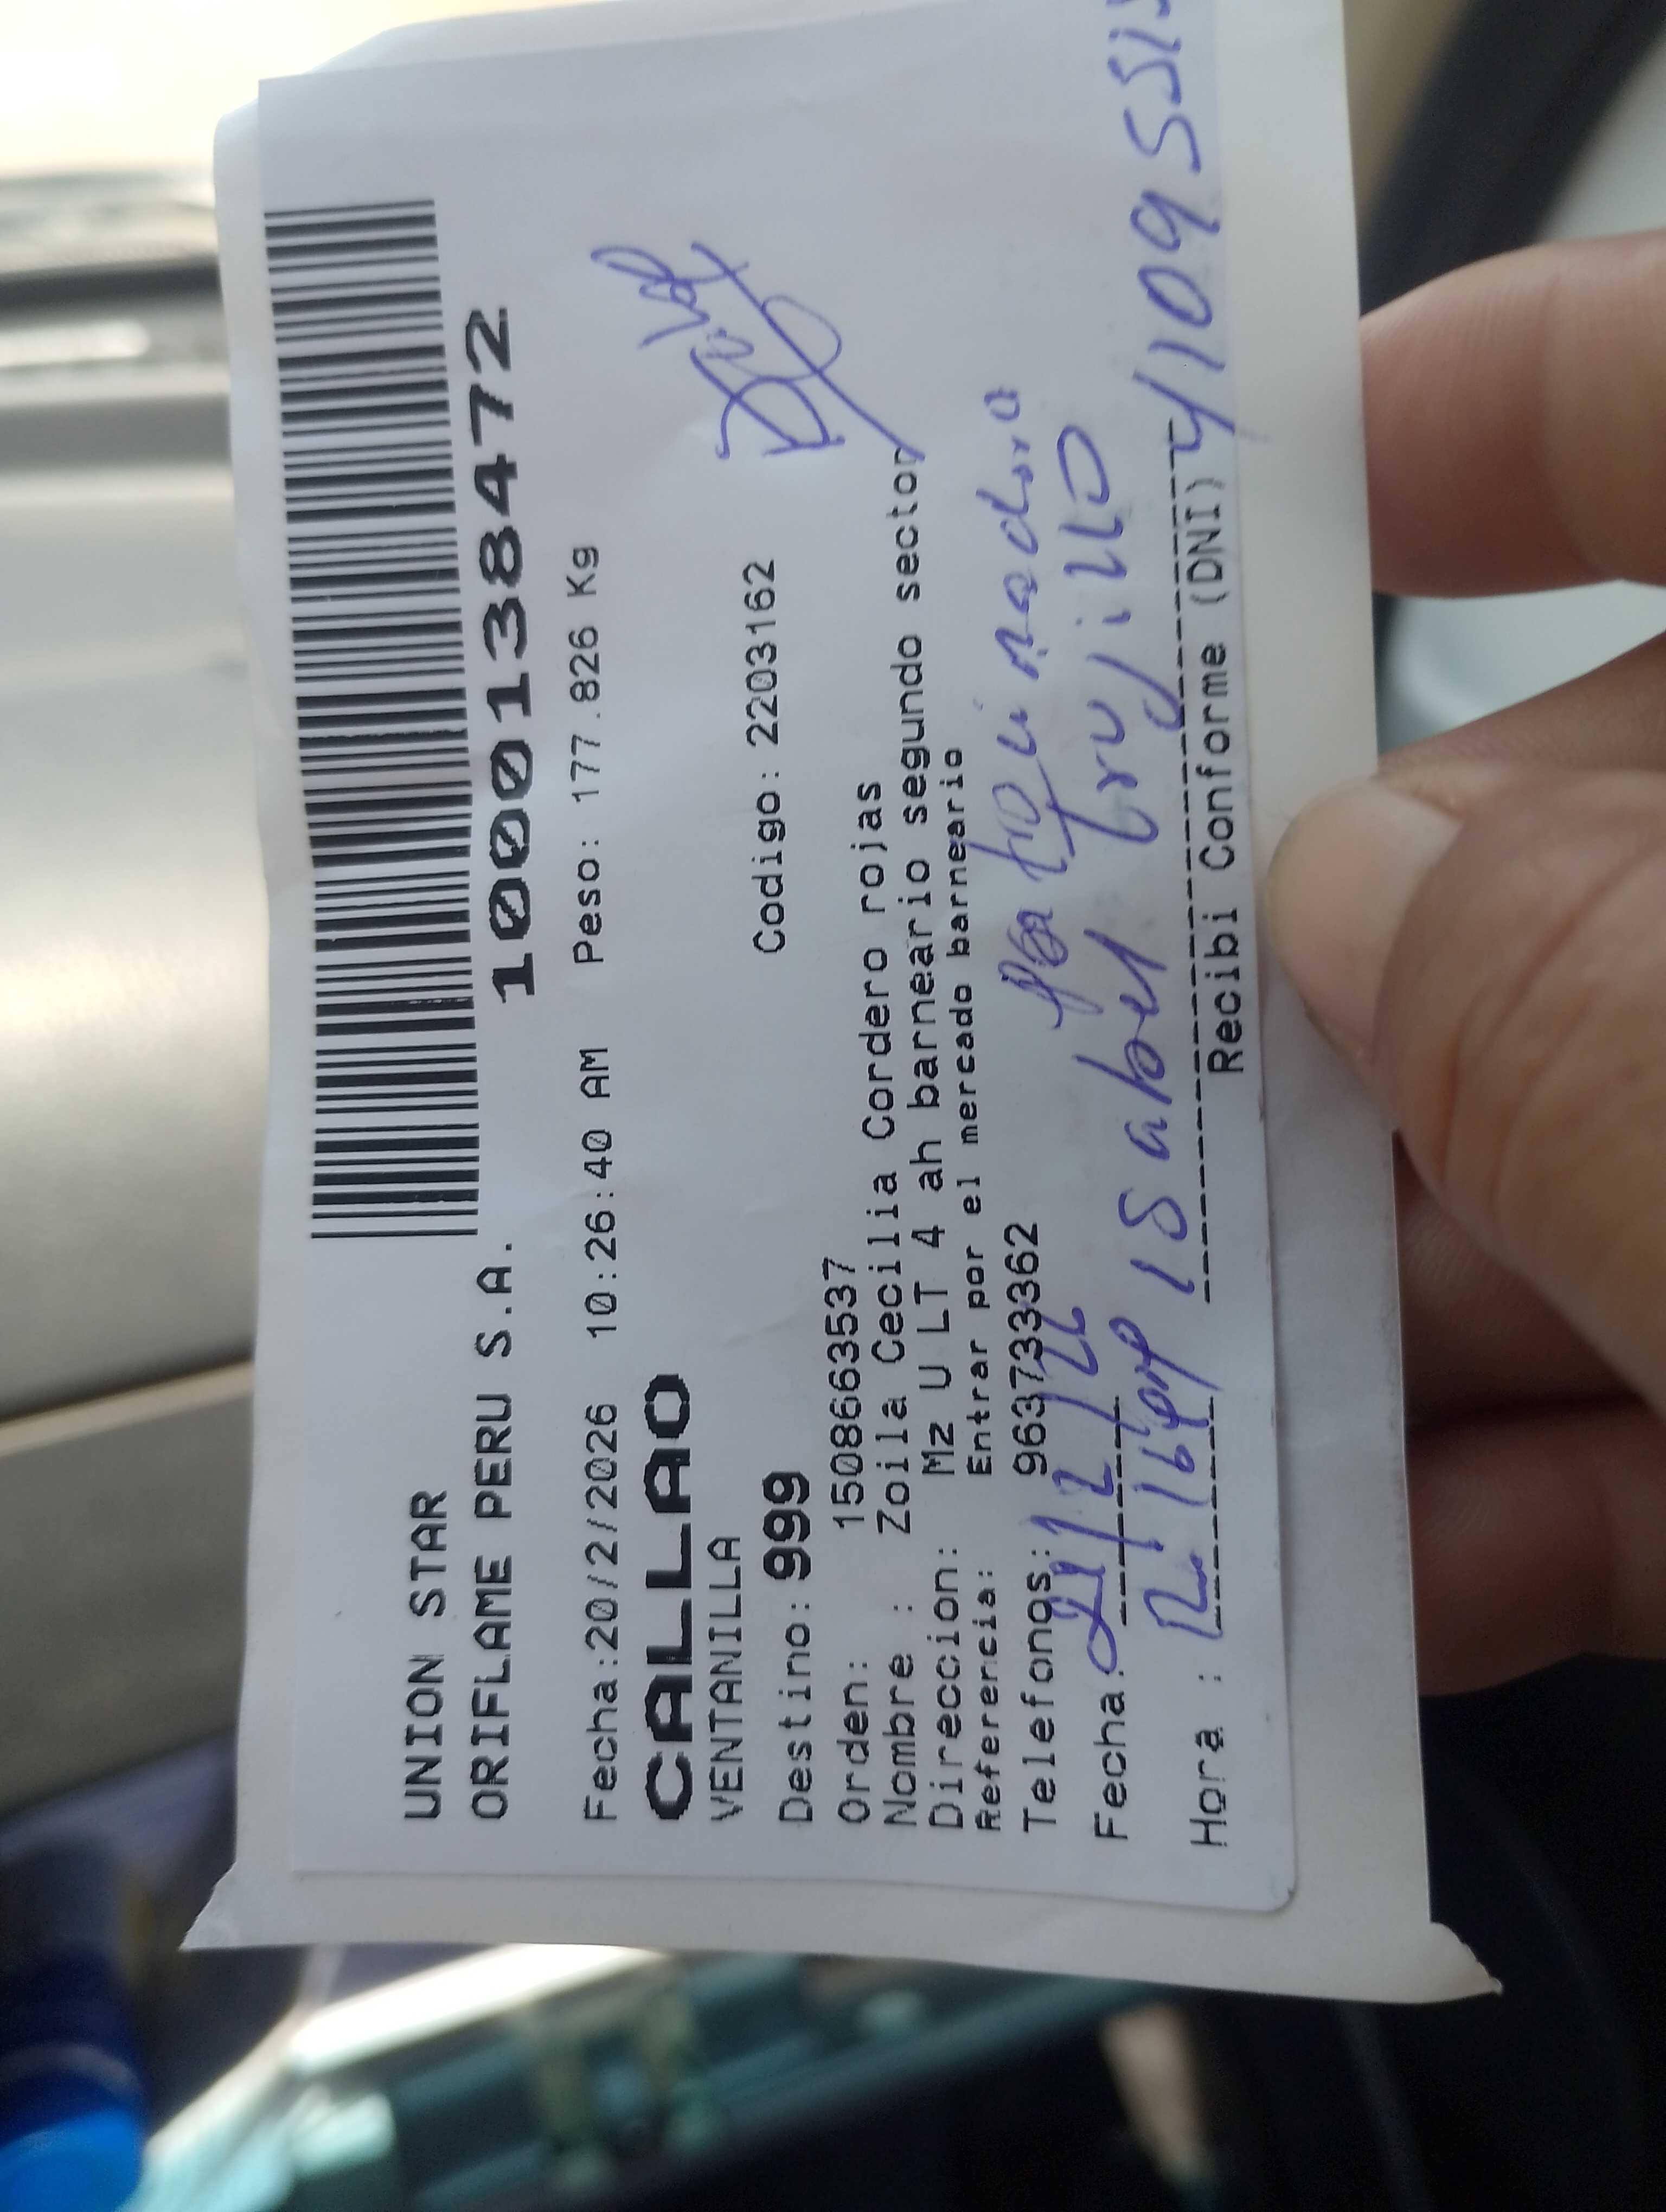 UNION STAR
ORIFLAME PERU S.A.
1000138472
Fecha:20/2/2026 10:26:40 AM Peso: 177.826 Kg
CALLAO
VENTANILLA
Destino: 999 Codigo: 2203162
Orden: 1508663537
Nombre : Zoila Cecilia Cordero rojas
Direccion: Mz U LT 4 ah barneario segundo sector
Referencia: Entrar por el mercado barneario
Telefonos: 963733362
Fecha: 21/2/26
Hora : Isabel trujillo
Recibi Conforme (DNI)